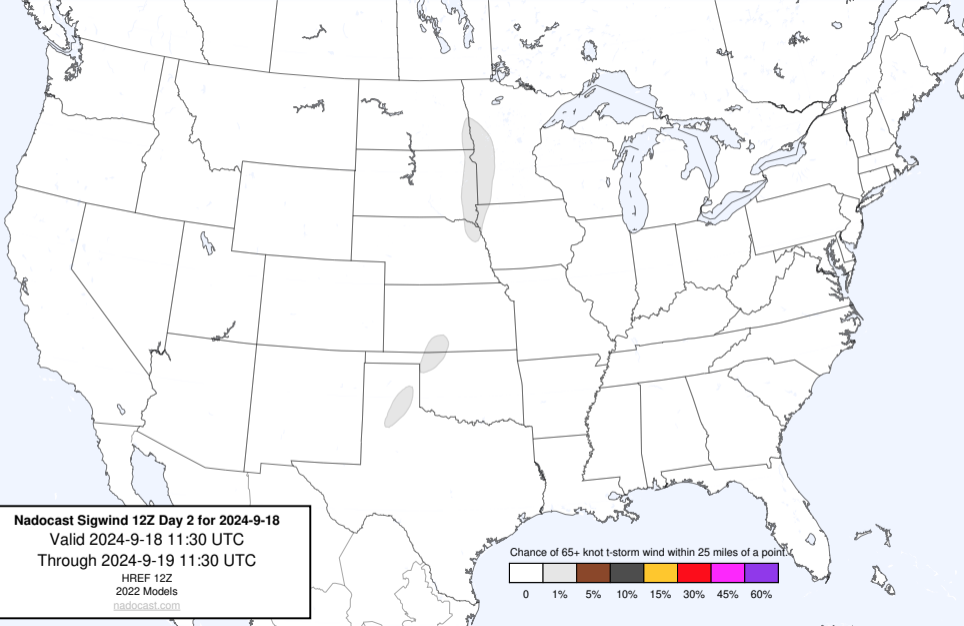 Chance of 65+ knot t-storm wind within 25 miles of a point.
0 1% 5% 10% 15% 30% 45% 60%
Nadocast Sigwind 12Z Day 2 for 2024-9-18
Valid 2024-9-18 11:30 UTC
Through 2024-9-19 11:30 UTC
HREF 12Z
2022 Models
nadocast.com